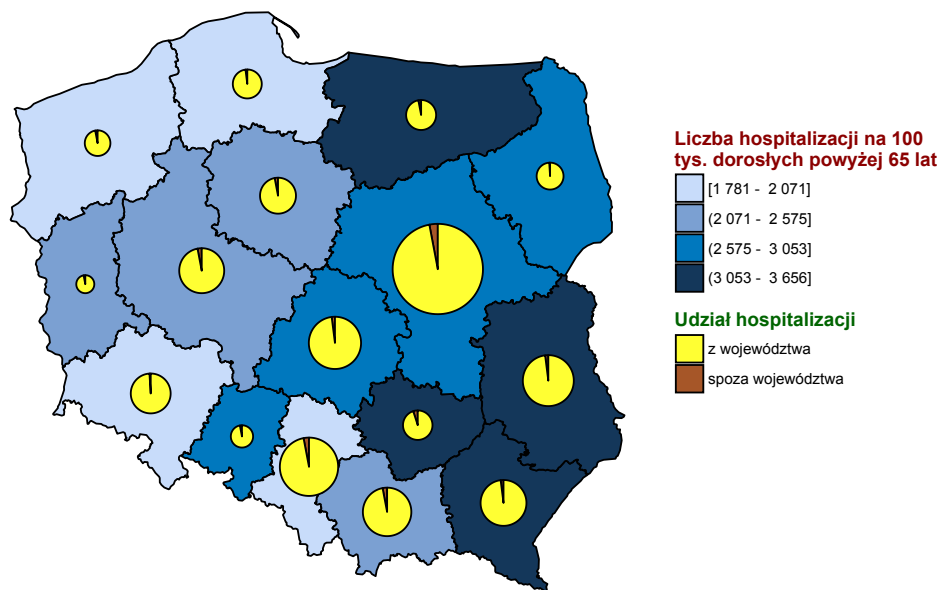 Liczba hospitalizacji na 100
tys. dorosłych powyżej 65 lat
[1 781 - 2 071]
(2 071 - 2 575]
(2 575 - 3 053]
(3 053 - 3 656]
Udział hospitalizacji
z województwa
spoza województwa